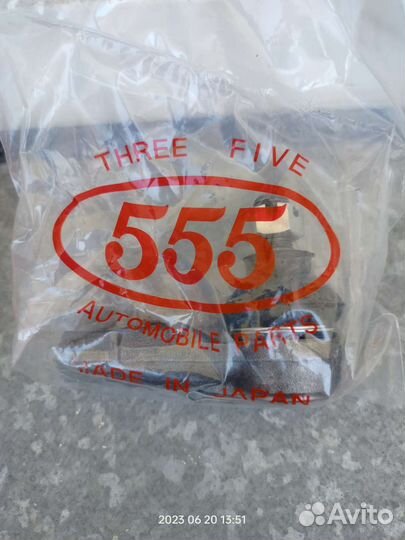 THREE FIVE
555
AUTOMOBILE PARTS
MADE IN JAPAN
2023 06 20 13:51
Avito